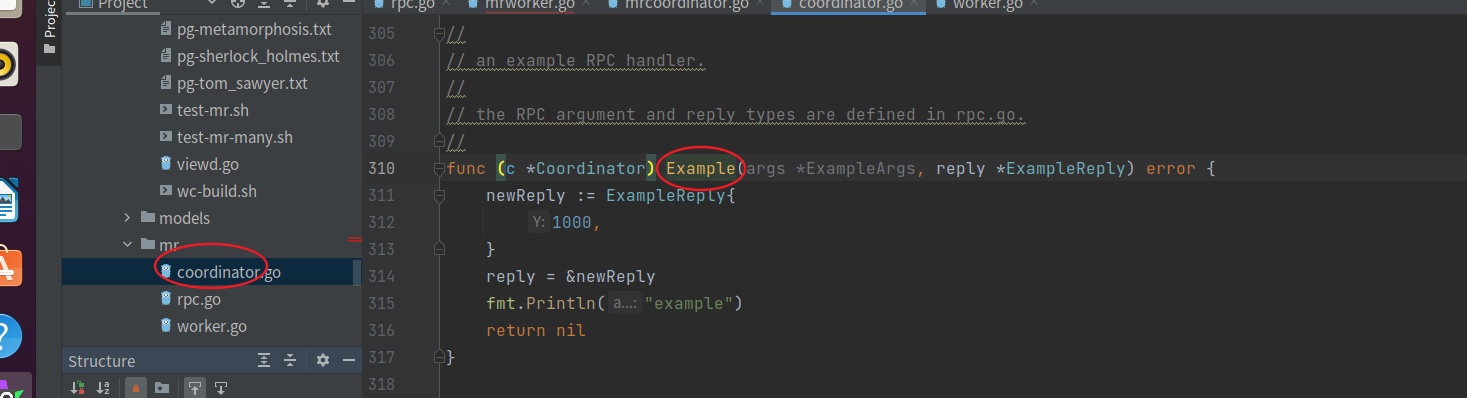 Project
rpc.go
mrworker.go
mrcoordinator.go
coordinator.go
worker.go
Project
pg-metamorphosis.txt
pg-sherlock_holmes.txt
pg-tom_sawyer.txt
test-mr.sh
test-mr-many.sh
viewd.go
wc-build.sh
models
mr
coordinator.go
rpc.go
worker.go
Structure
305 //
306 // an example RPC handler.
307 //
308 // the RPC argument and reply types are defined in rpc.go.
309 //
310 func (c *Coordinator) Example(args *ExampleArgs, reply *ExampleReply) error {
311 newReply := ExampleReply{
312 Y: 1000,
313 }
314 reply = &newReply
315 fmt.Println( a...: "example")
316 return nil
317 }
318